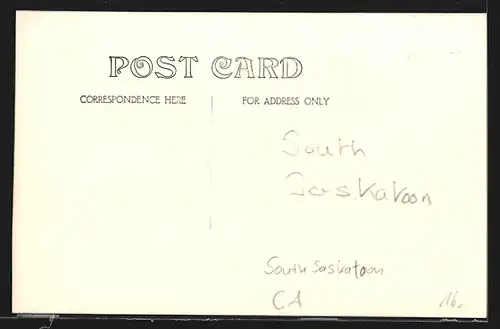 POST CARD
CORRESPONDENCE HERE
FOR ADDRESS ONLY
South
Saskatoon
South Saskatoon
CA
16.-